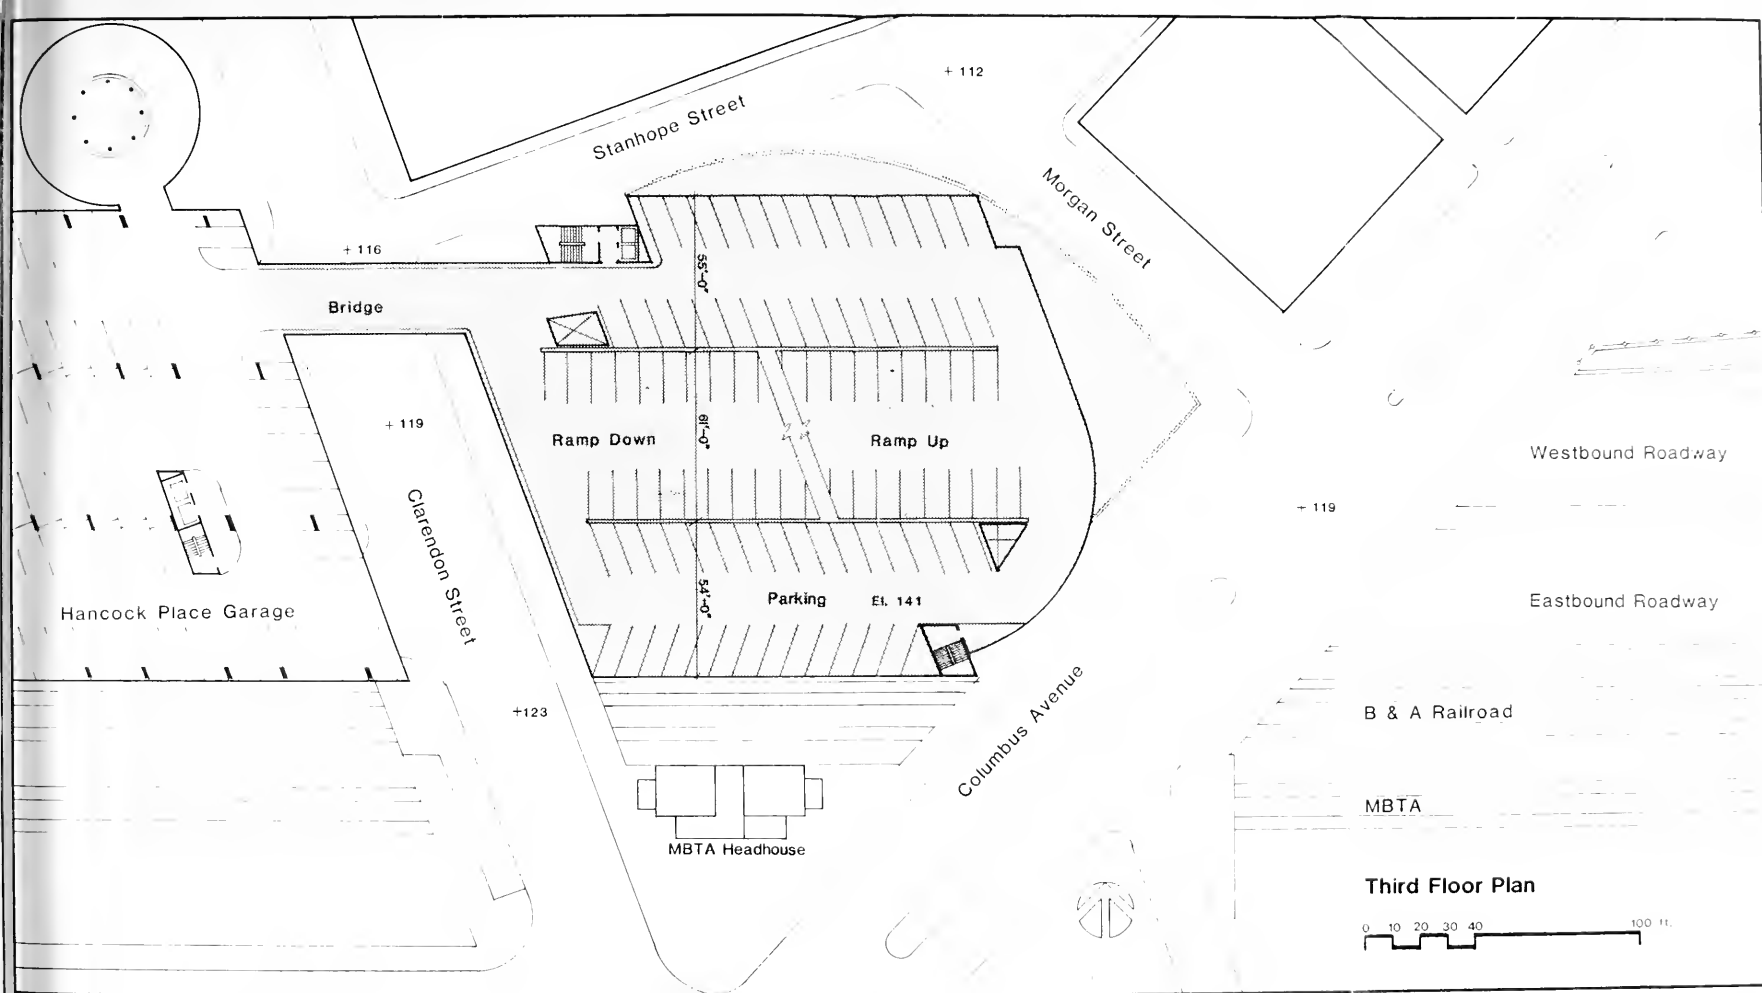 + 112
Stanhope Street
Morgan Street
+ 116
55'-0"
Bridge
+ 119
61'-0"
Ramp Down
Ramp Up
Westbound Roadway
Clarendon Street
+ 119
54'-0"
Parking
El. 141
Hancock Place Garage
Eastbound Roadway
+123
Columbus Avenue
B & A Railroad
MBTA
MBTA Headhouse
Third Floor Plan
0 10 20 30 40 100 ft.